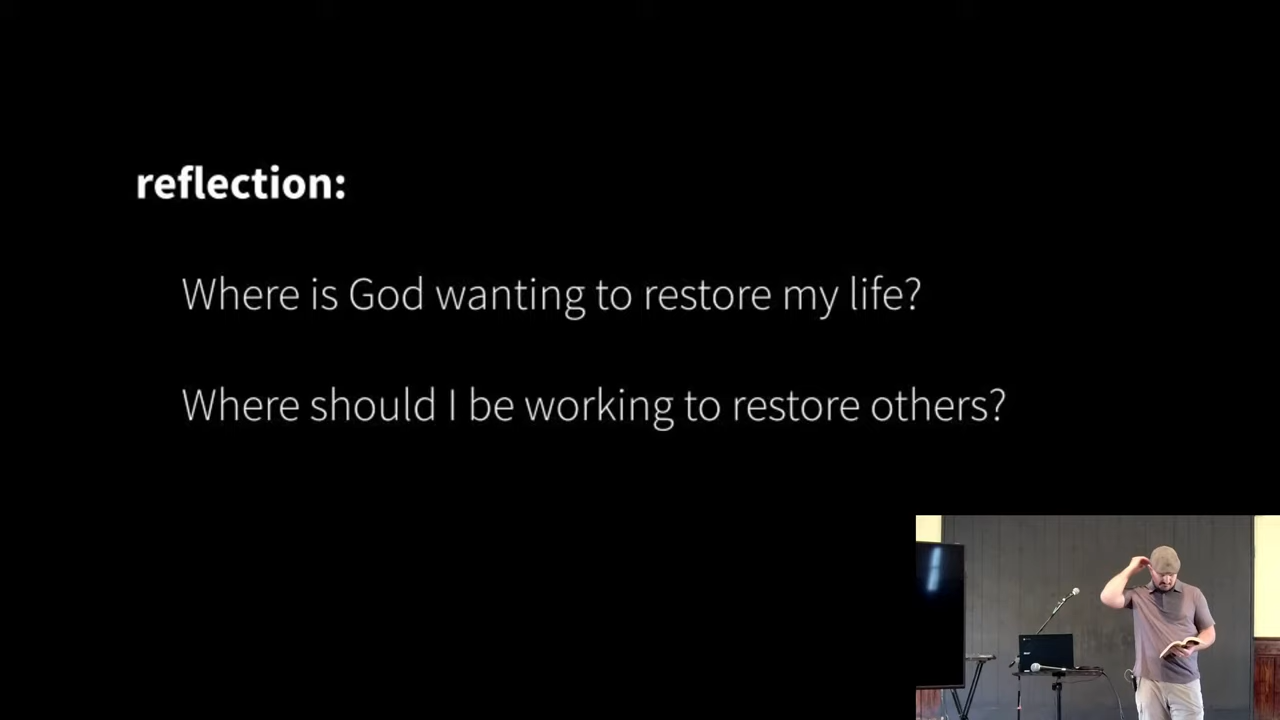 reflection:
Where is God wanting to restore my life?
Where should I be working to restore others?